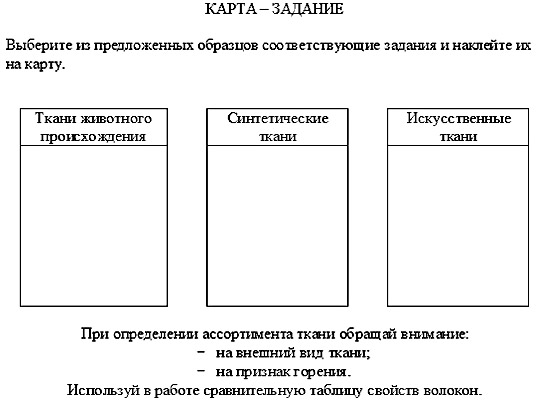 КАРТА – ЗАДАНИЕ
Выберите из предложенных образцов соответствующие задания и наклейте их
на карту.
Ткани животного
происхождения
Синтетические
ткани
Искусственные
ткани
При определении ассортимента ткани обращай внимание:
− на внешний вид ткани;
− на признак горения.
Используй в работе сравнительную таблицу свойств волокон.